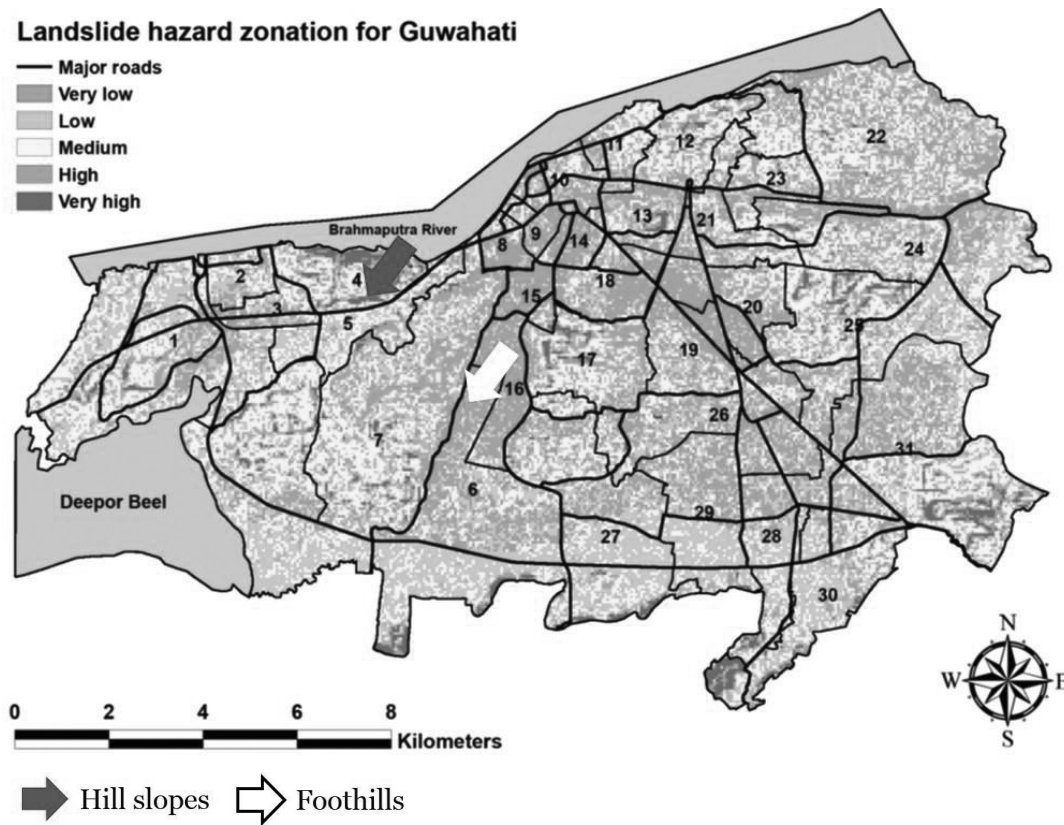 Landslide hazard zonation for Guwahati
Major roads
Very low
Low
Medium
High
Very high
Brahmaputra River
Deepor Beel
22
12
11
23
10
13
21
9
8
14
24
2
4
18
15
20
3
5
25
1
17
19
16
26
7
31
6
29
27
28
30
N
W E
S
0 2 4 6 8
Kilometers
Hill slopes Foothills